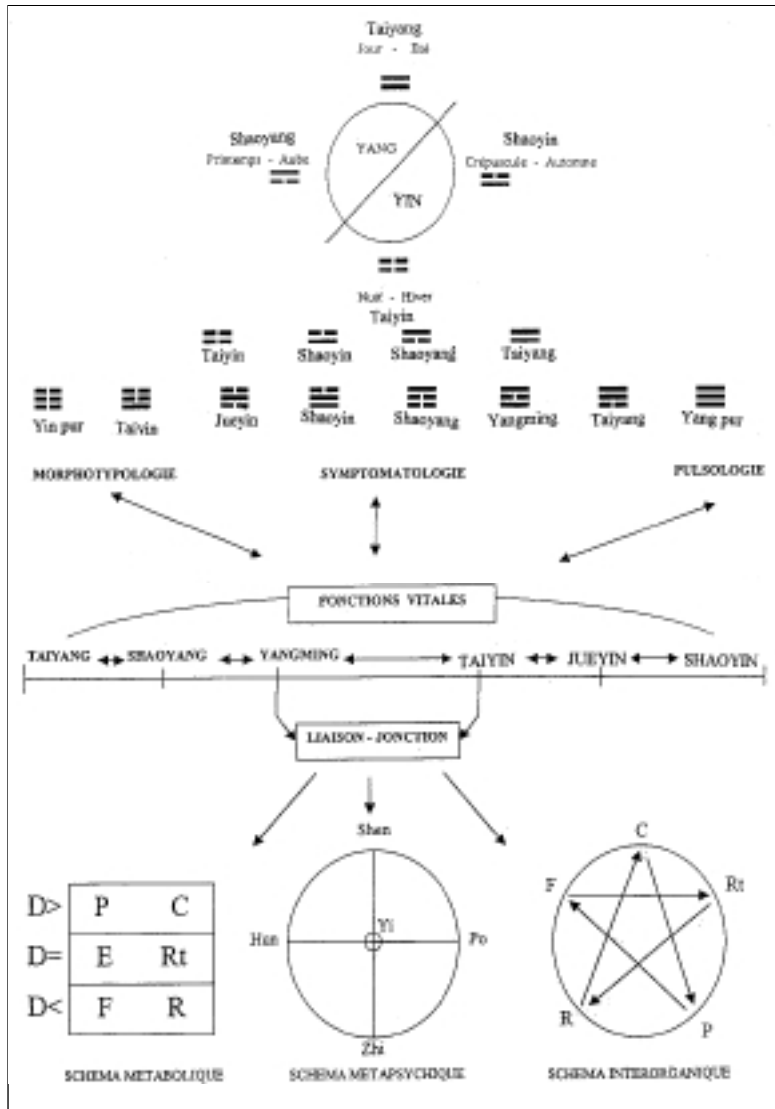 Taiyang
Jour - Eté
Shaoyang
Printemps - Aube
YANG
YIN
Shaoyin
Crépuscule - Automne
Nuit - Hiver
Taiyin
Taiyin Shaoyin Shaoyang Taiyang
Yin pur Taiyin Jueyin Shaoyin Shaoyang Yangming Taiyang Yang pur
MORPHOTYPOLOGIE SYMPTOMATOLOGIE PULSOLOGIE
FONCTIONS VITALES
TAIYANG SHAOYANG YANGMING TAIYIN JUEYIN SHAOYIN
LIAISON - JONCTION
D> P C
D= E Rt
D< F R
SCHEMA METABOLIQUE
Shen
Hun Yi Po
Zhi
SCHEMA METAPSYCHIQUE
C
F Rt
R P
SCHEMA INTERORGANIQUE